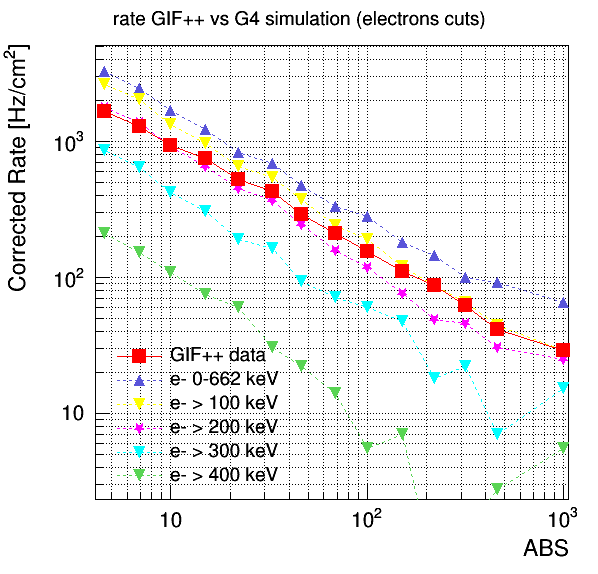 rate GIF++ vs G4 simulation (electrons cuts)
Corrected Rate [Hz/cm²]
10³
10²
10
GIF++ data
e- 0-662 keV
e- > 100 keV
e- > 200 keV
e- > 300 keV
e- > 400 keV
10
10²
10³
ABS